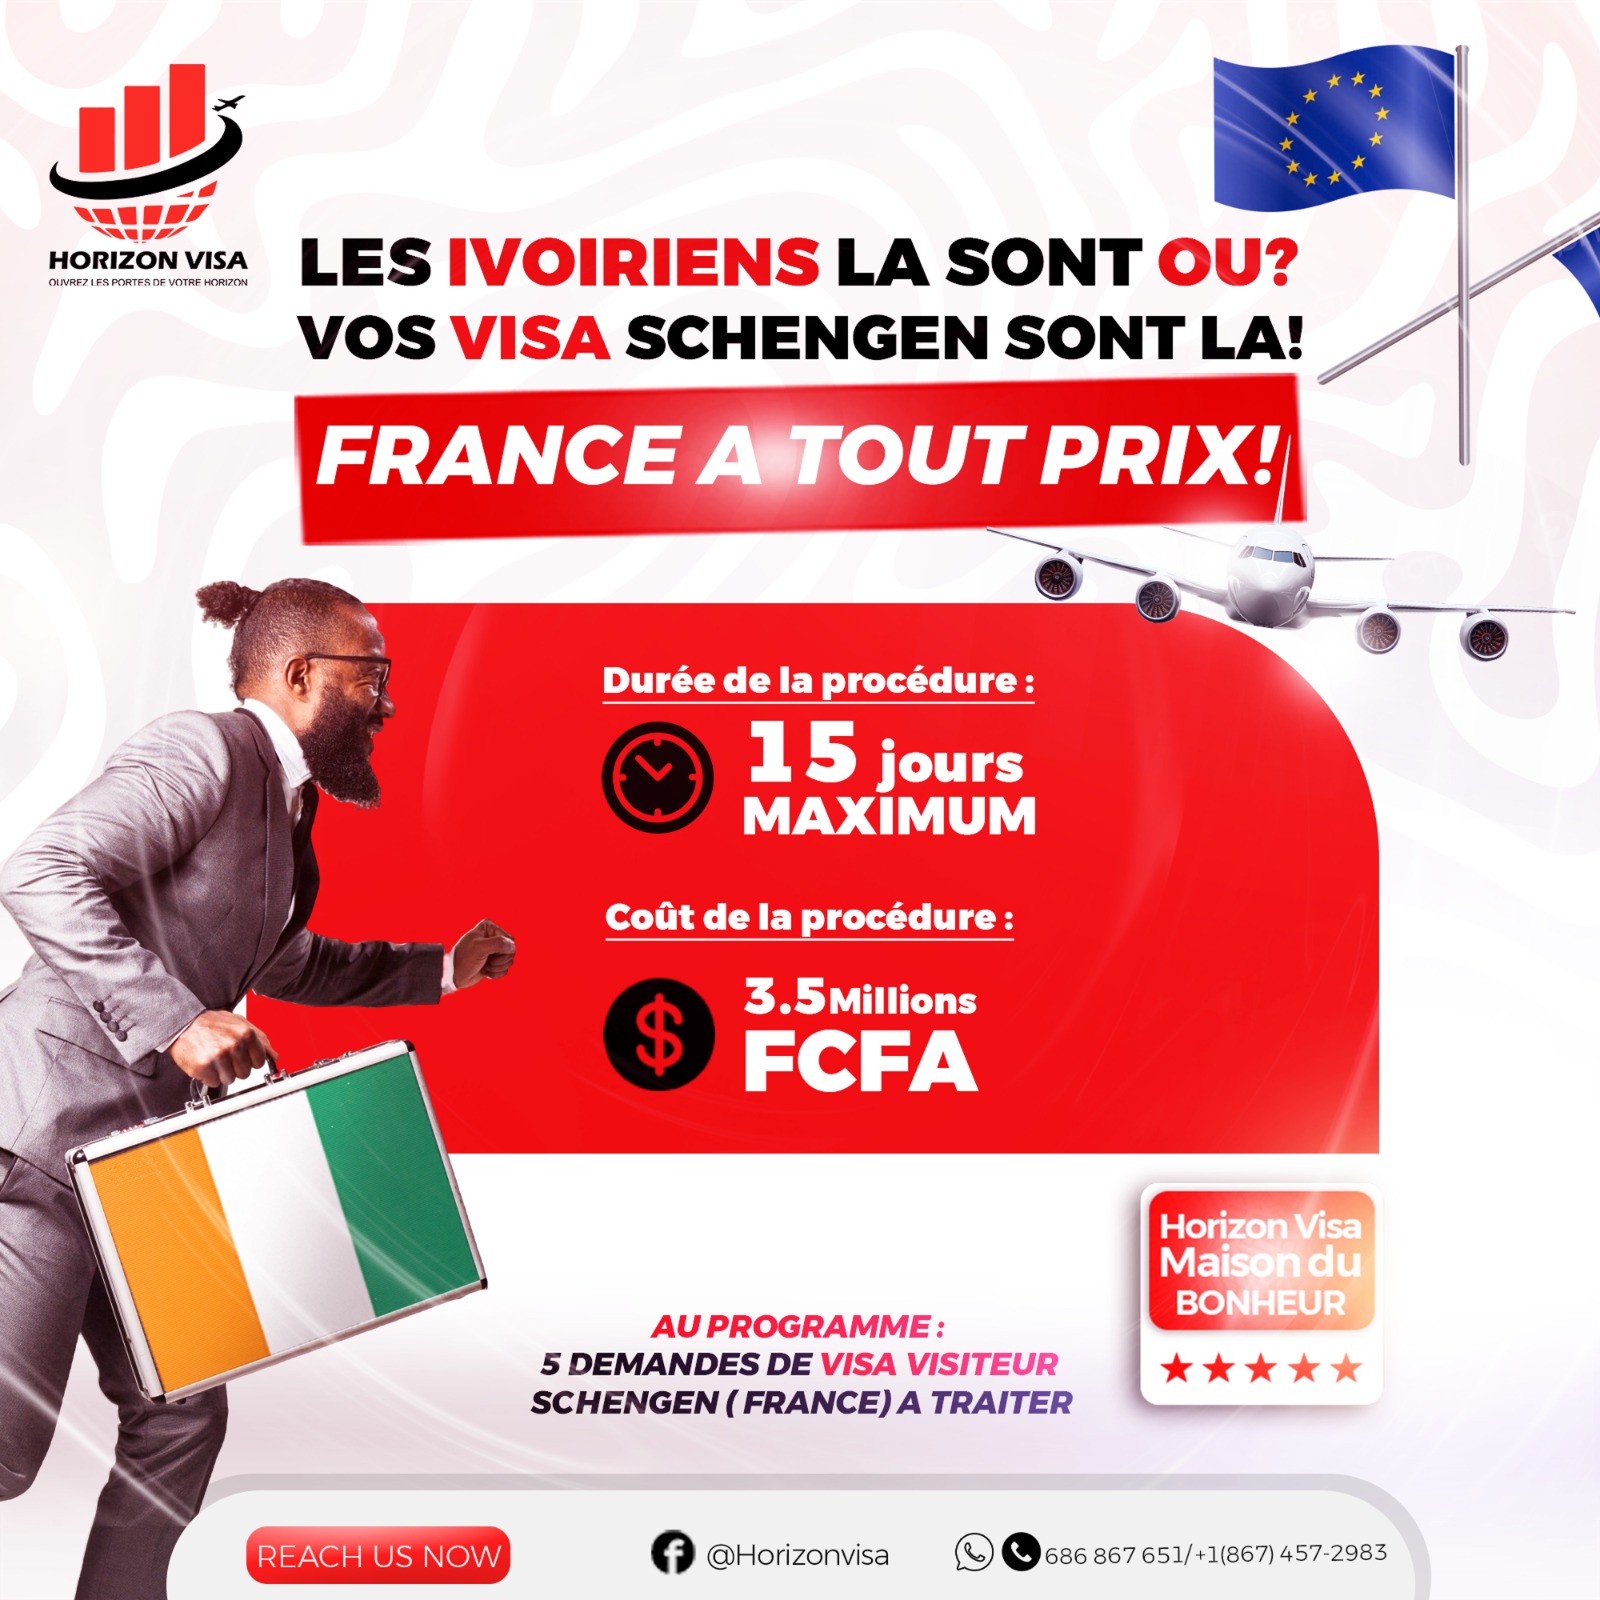 HORIZON VISA
OUVREZ LES PORTES DE VOTRE HORIZON
LES IVOIRIENS LA SONT OU?
VOS VISA SCHENGEN SONT LA!
FRANCE A TOUT PRIX!
Durée de la procédure :
15 jours
MAXIMUM
Coût de la procédure :
3.5 Millions
FCFA
Horizon Visa
Maison du
BONHEUR
AU PROGRAMME :
5 DEMANDES DE VISA VISITEUR
SCHENGEN ( FRANCE) A TRAITER
REACH US NOW
@Horizonvisa
686 867 651/+1(867) 457-2983